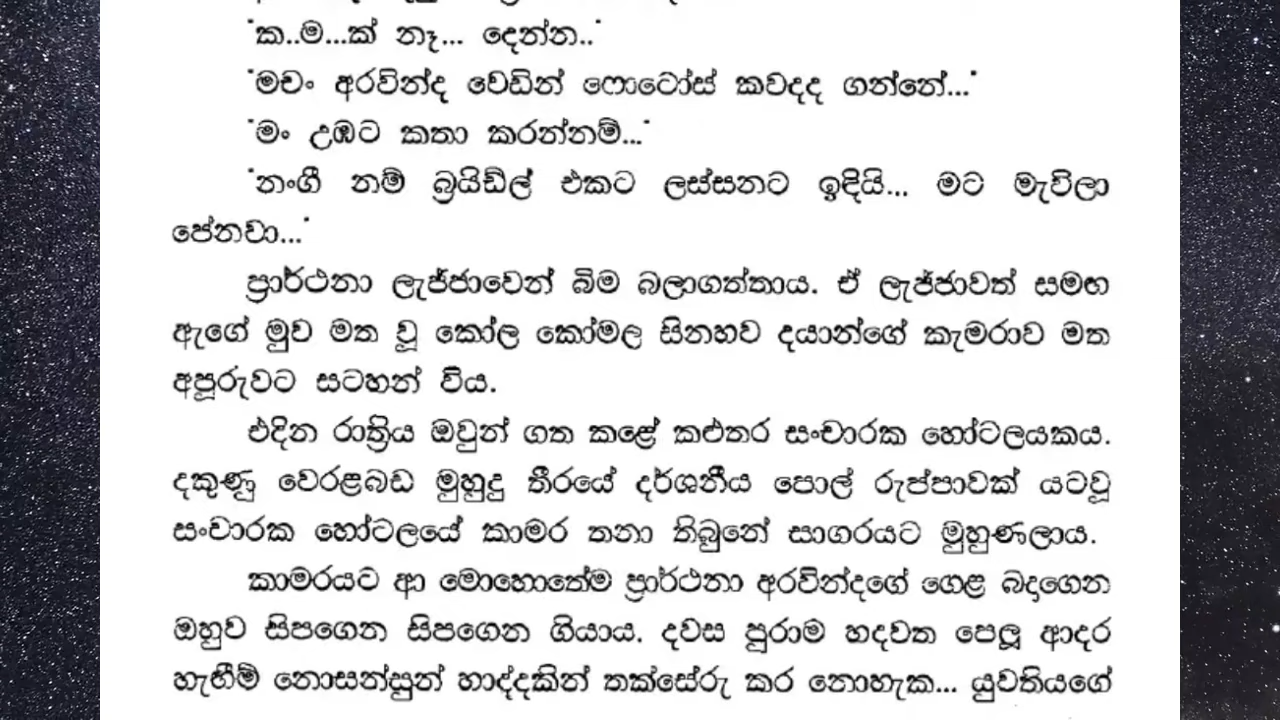 'ක..ම...ක් නෑ... දෙන්න..'
'මචං අරවින්ද වෙඩින් ෆොටෝස් කවදද ගන්නේ...'
'මං උඹට කතා කරන්නම්...'
'නංගී නම් බ්‍රයිඩ්ල් එකට ලස්සනට ඉඳියි... මට මැවිලා
පේනවා...'
ප්‍රාර්ථනා ලැජ්ජාවෙන් බිම බලාගත්තාය. ඒ ලැජ්ජාවත් සමඟ
ඇගේ මුව මත වූ කෝල කෝමල සිනහව දයාන්ගේ කැමරාව මත
අපූරුවට සටහන් විය.
එදින රාත්‍රිය ඔවුන් ගත කළේ කළුතර සංචාරක හෝටලයකය.
දකුණු වෙරළබඩ මුහුදු තීරයේ දර්ශනීය පොල් රුප්පාවක් යටවූ
සංචාරක හෝටලයේ කාමර තනා තිබුනේ සාගරයට මුහුණලාය.
කාමරයට ආ මොහොතේම ප්‍රාර්ථනා අරවින්දගේ ගෙළ බදාගෙන
ඔහුව සිපගෙන සිපගෙන ගියාය. දවස පුරාම හදවත පෙලූ ආදර
හැඟීම් නොසන්සුන් හාද්දකින් තක්සේරු කර නොහැක... යුවතියගේ